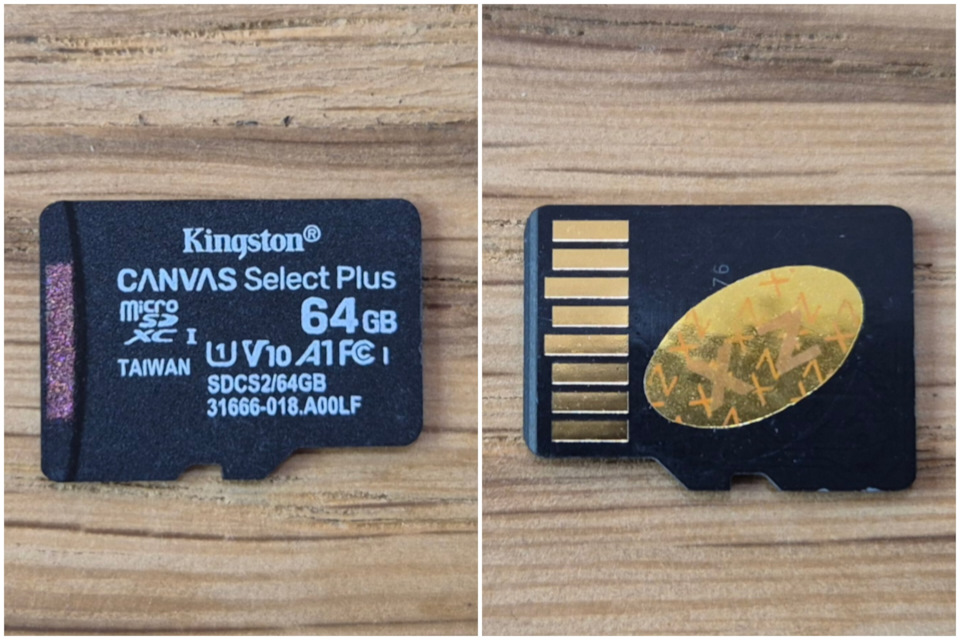 Kingston®
CANVAS Select Plus
micro SD XC I
64GB
TAIWAN
U1 V10 A1 FC I
SDCS2/64GB
31666-018.A00LF
76
XZ